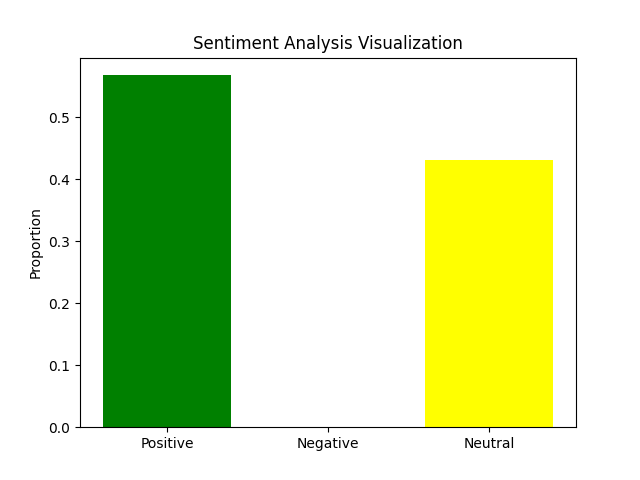 Sentiment Analysis Visualization
Proportion
0.5
0.4
0.3
0.2
0.1
0.0
Positive
Negative
Neutral